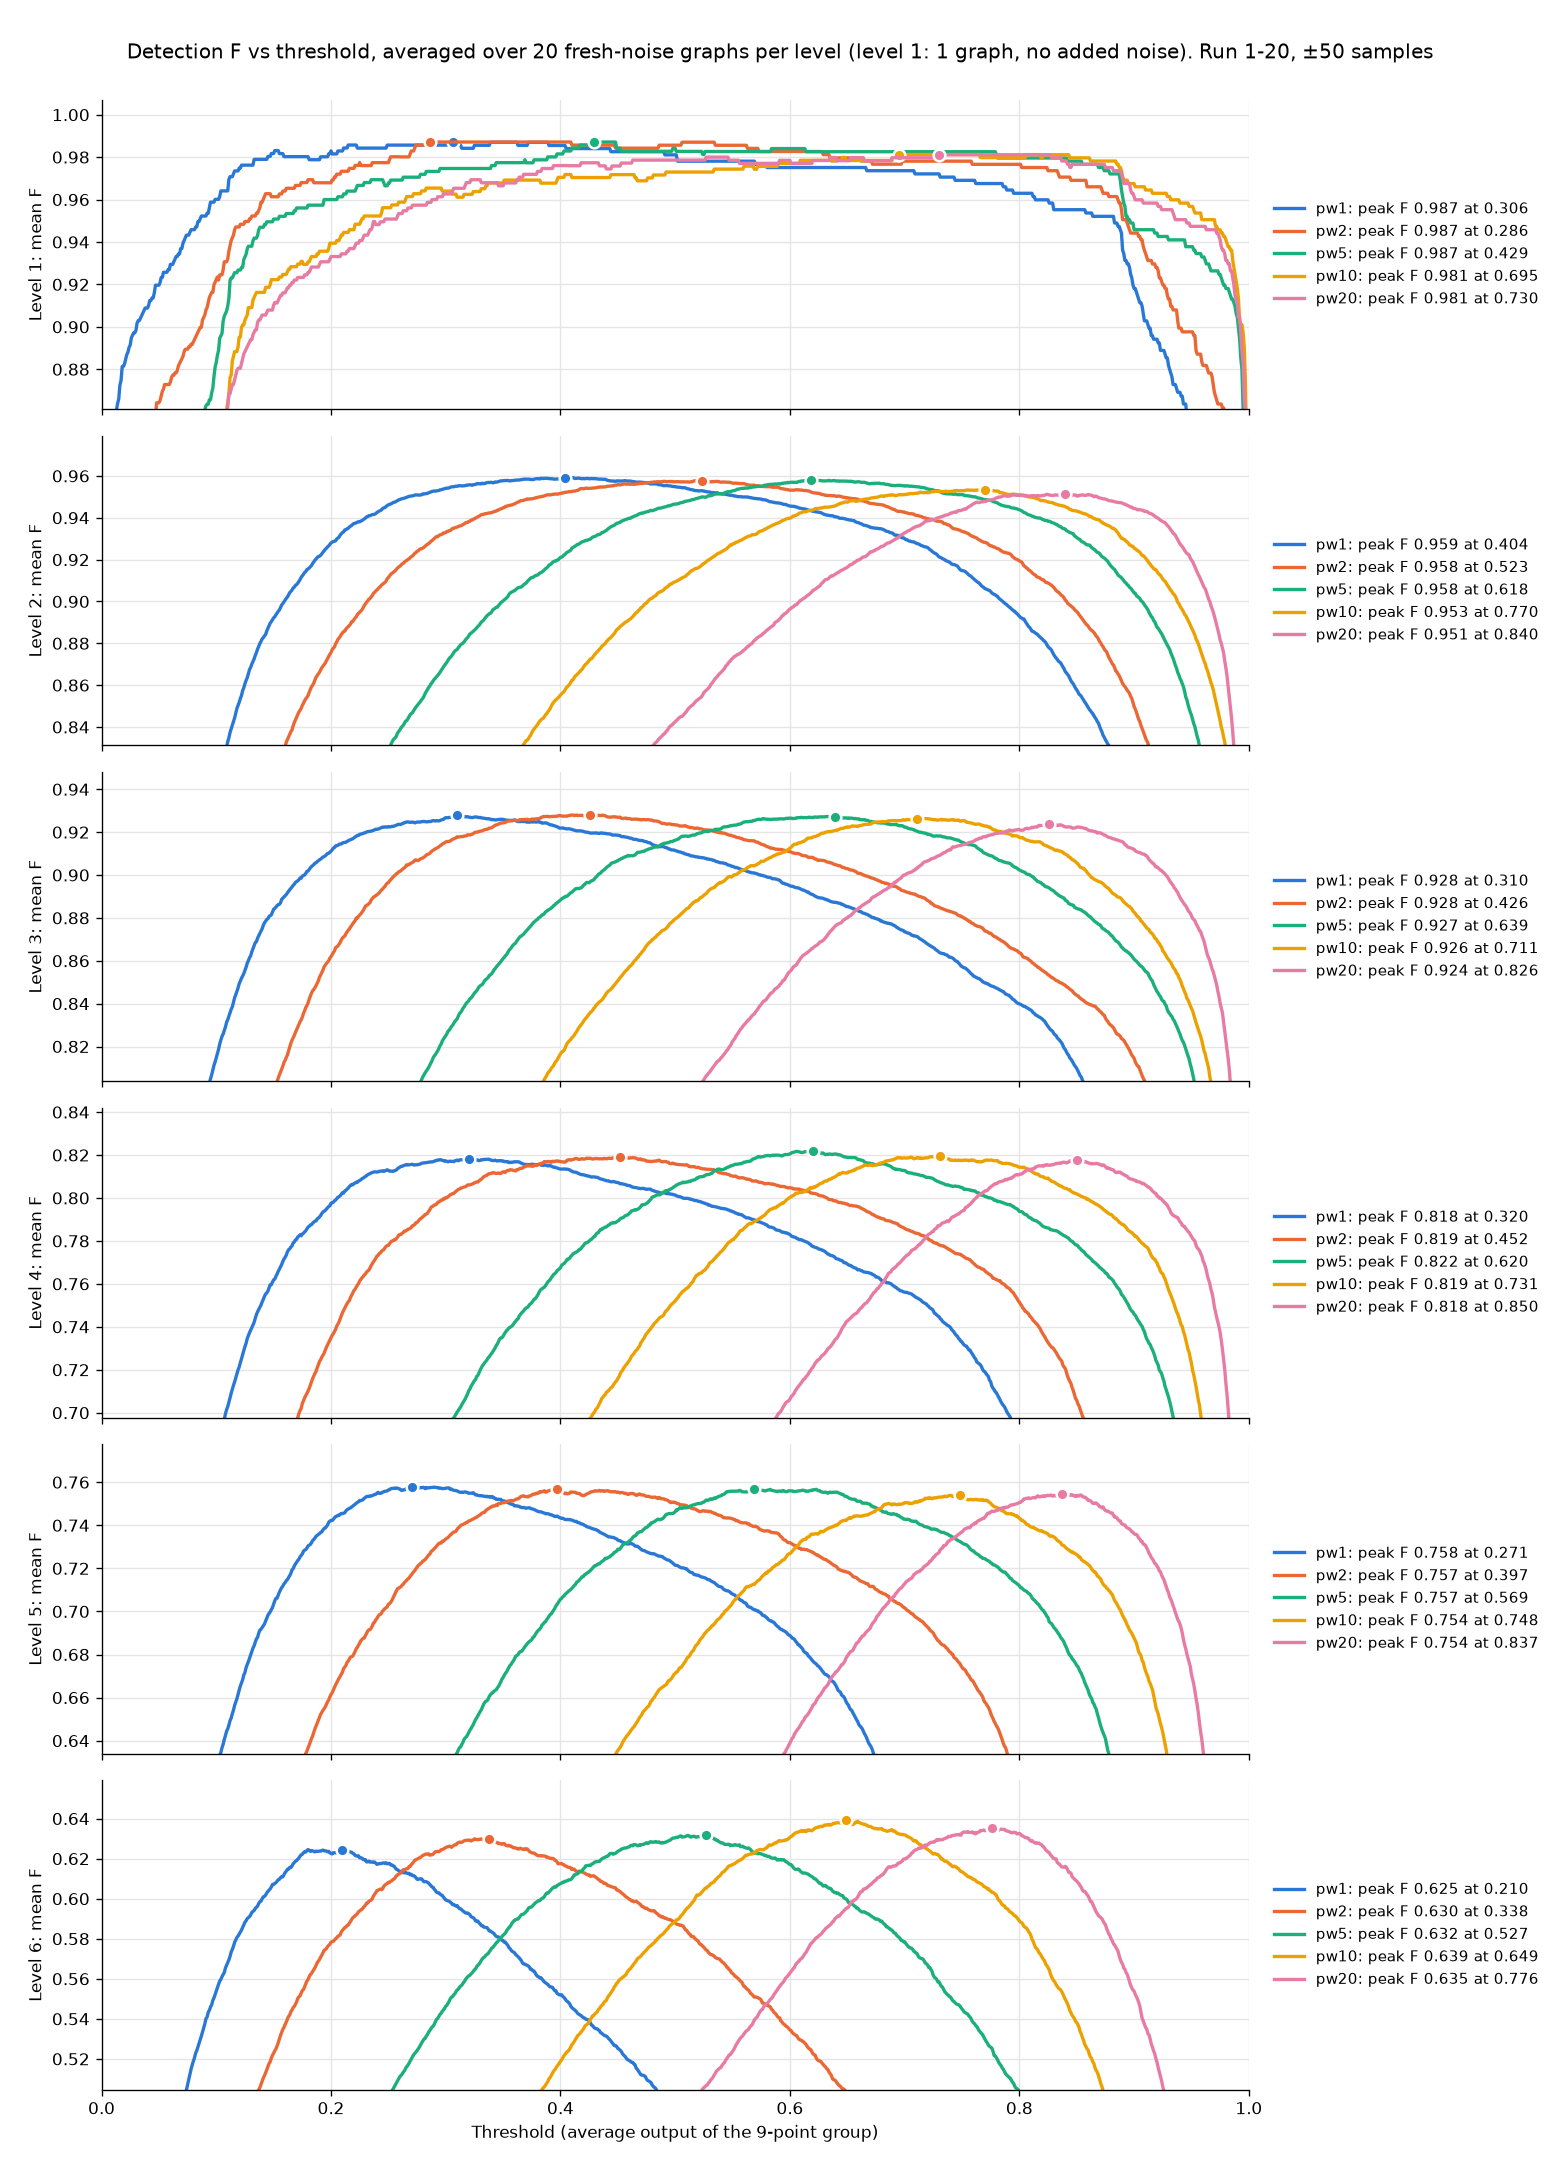 Detection F vs threshold, averaged over 20 fresh-noise graphs per level (level 1: 1 graph, no added noise). Run 1-20, ±50 samples
Level 1: mean F
1.00
0.98
0.96
0.94
0.92
0.90
0.88
pw1: peak F 0.987 at 0.306
pw2: peak F 0.987 at 0.286
pw5: peak F 0.987 at 0.429
pw10: peak F 0.981 at 0.695
pw20: peak F 0.981 at 0.730
Level 2: mean F
0.96
0.94
0.92
0.90
0.88
0.86
0.84
pw1: peak F 0.959 at 0.404
pw2: peak F 0.958 at 0.523
pw5: peak F 0.958 at 0.618
pw10: peak F 0.953 at 0.770
pw20: peak F 0.951 at 0.840
Level 3: mean F
0.94
0.92
0.90
0.88
0.86
0.84
0.82
pw1: peak F 0.928 at 0.310
pw2: peak F 0.928 at 0.426
pw5: peak F 0.927 at 0.639
pw10: peak F 0.926 at 0.711
pw20: peak F 0.924 at 0.826
Level 4: mean F
0.84
0.82
0.80
0.78
0.76
0.74
0.72
0.70
pw1: peak F 0.818 at 0.320
pw2: peak F 0.819 at 0.452
pw5: peak F 0.822 at 0.620
pw10: peak F 0.819 at 0.731
pw20: peak F 0.818 at 0.850
Level 5: mean F
0.76
0.74
0.72
0.70
0.68
0.66
0.64
pw1: peak F 0.758 at 0.271
pw2: peak F 0.757 at 0.397
pw5: peak F 0.757 at 0.569
pw10: peak F 0.754 at 0.748
pw20: peak F 0.754 at 0.837
Level 6: mean F
0.64
0.62
0.60
0.58
0.56
0.54
0.52
pw1: peak F 0.625 at 0.210
pw2: peak F 0.630 at 0.338
pw5: peak F 0.632 at 0.527
pw10: peak F 0.639 at 0.649
pw20: peak F 0.635 at 0.776
0.0 0.2 0.4 0.6 0.8 1.0
Threshold (average output of the 9-point group)